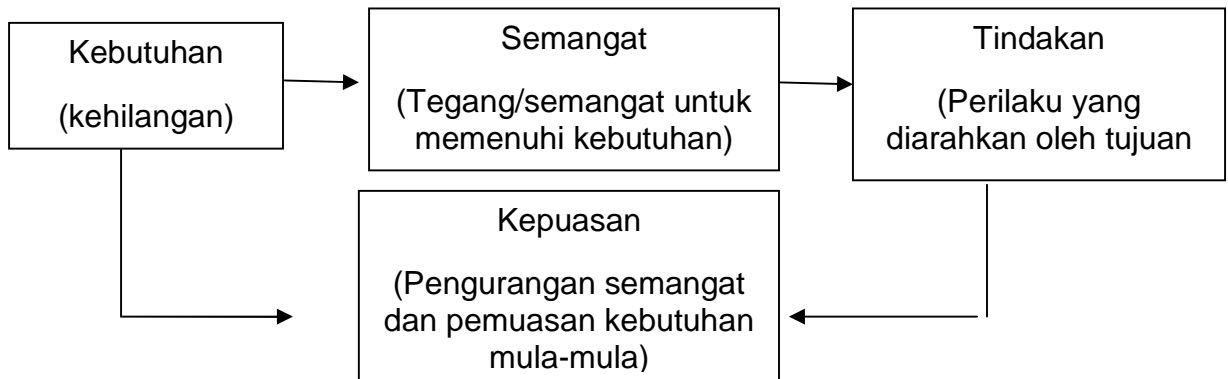 Kebutuhan
(kehilangan)
Semangat
(Tegang/semangat untuk
memenuhi kebutuhan)
Tindakan
(Perilaku yang
diarahkan oleh tujuan
Kepuasan
(Pengurangan semangat
dan pemuasan kebutuhan
mula-mula)